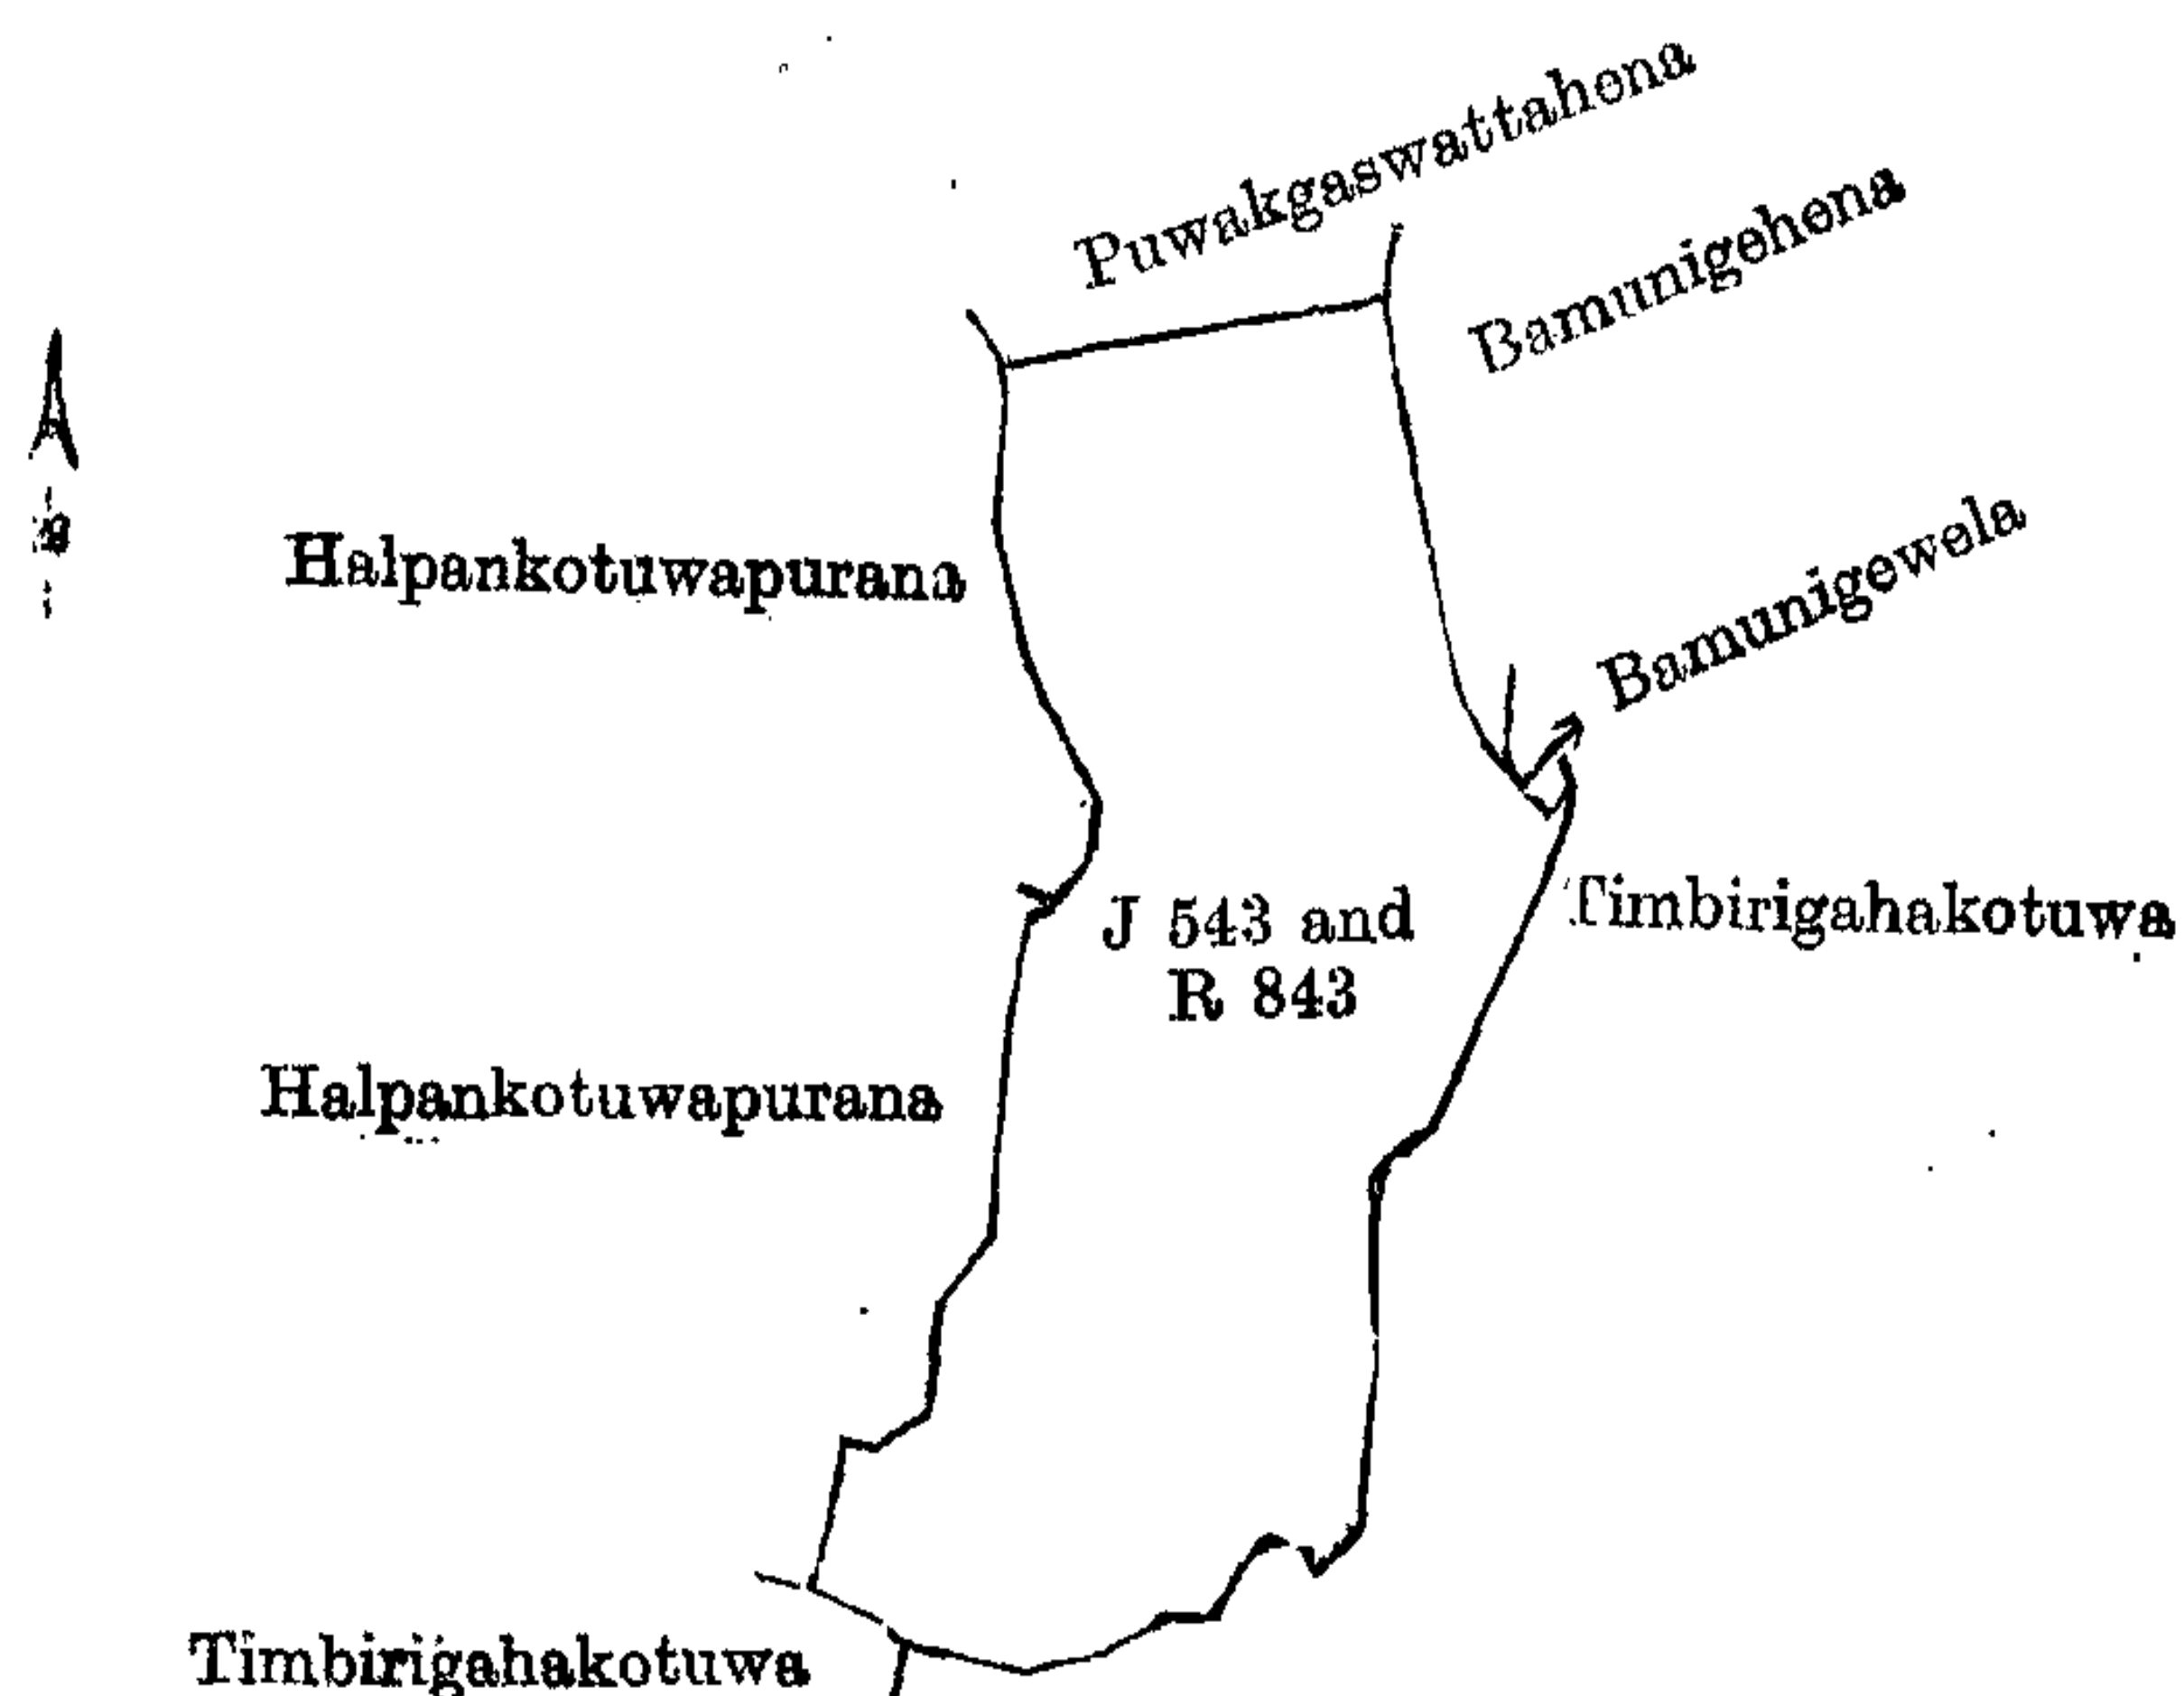 Puwakgaswattahena
Bamunigehena
Halpankotuwapurana
Bamunigewela
J 543 and
R 843
Timbirigahakotuwa
Halpankotuwapurana
Timbirigahakotuwa